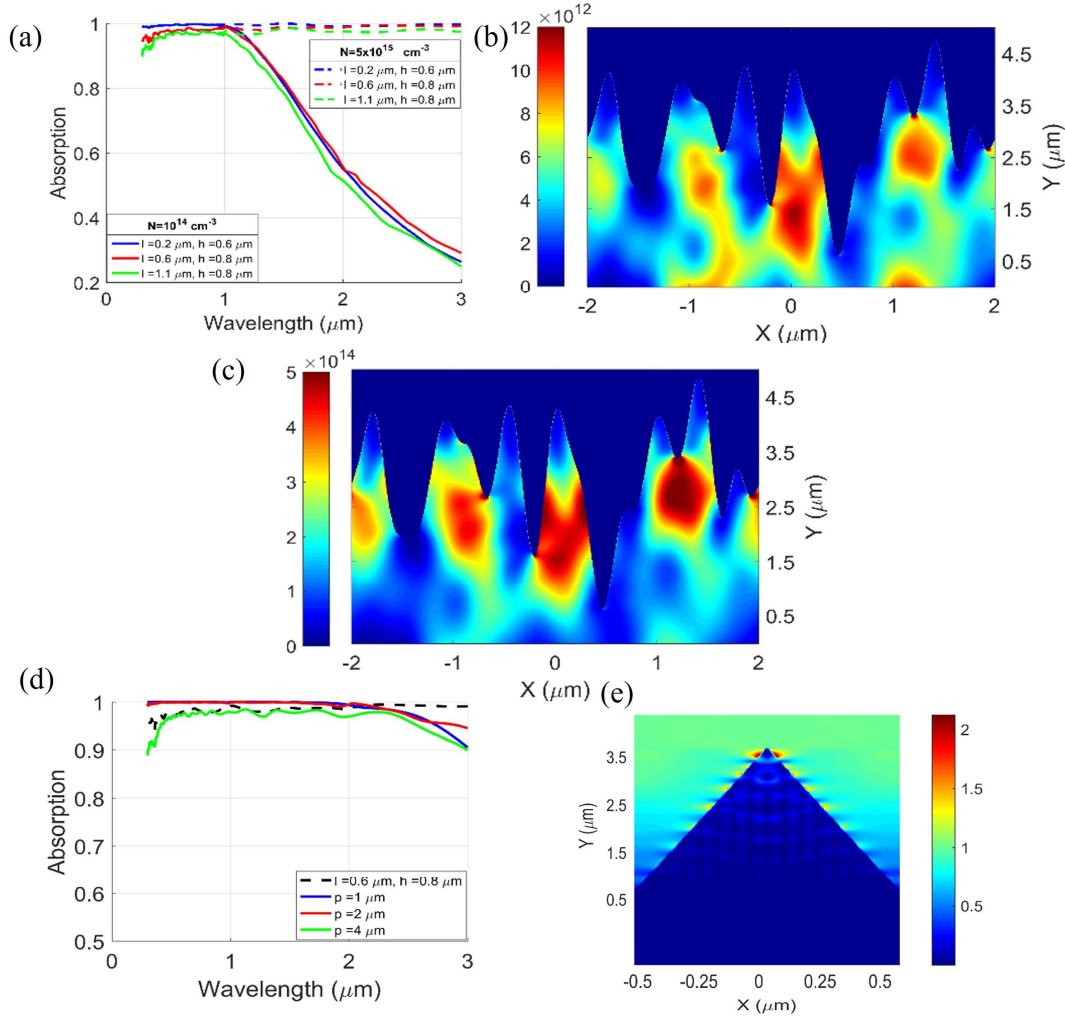 (a)
1
0.9
0.8
0.7
0.6
0.5
0.4
0.3
0.2
Absorption
N=5x10^15 cm^-3
l =0.2 μm, h =0.6 μm
l =0.6 μm, h =0.8 μm
l =1.1 μm, h =0.8 μm
N=10^14 cm^-3
l =0.2 μm, h =0.6 μm
l =0.6 μm, h =0.8 μm
l =1.1 μm, h =0.8 μm
0 1 2 3
Wavelength (μm)
(b)
×10^12
12
10
8
6
4
2
0
4.5
3.5
2.5
1.5
0.5
Y (μm)
-2 -1 0 1 2
X (μm)
(c)
×10^14
5
4
3
2
1
0
4.5
3.5
2.5
1.5
0.5
Y (μm)
-2 -1 0 1 2
X (μm)
(d)
1
0.9
0.8
0.7
0.6
0.5
Absorption
l =0.6 μm, h =0.8 μm
p =1 μm
p =2 μm
p =4 μm
0 1 2 3
Wavelength (μm)
(e)
3.5
2.5
1.5
0.5
Y (μm)
2
1.5
1
0.5
-0.5 -0.25 0 0.25 0.5
X (μm)